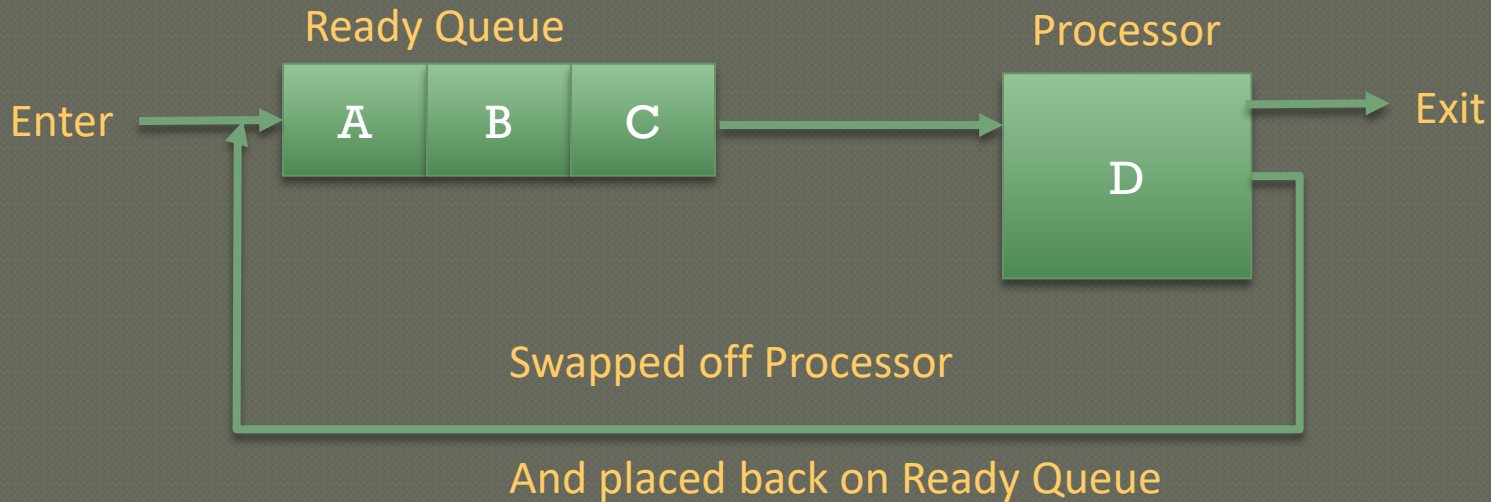 Ready Queue
Processor
Enter
A B C
Exit
D
Swapped off Processor
And placed back on Ready Queue